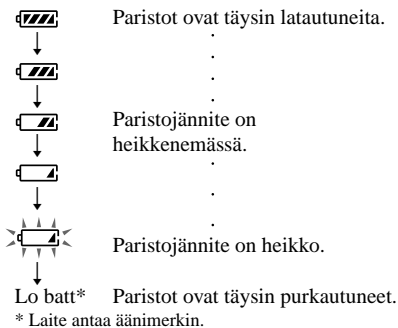 Paristot ovat täysin latautuneita.
Paristojännite on
heikkenemässä.
Paristojännite on heikko.
Lo batt* Paristot ovat täysin purkautuneet.
* Laite antaa äänimerkin.